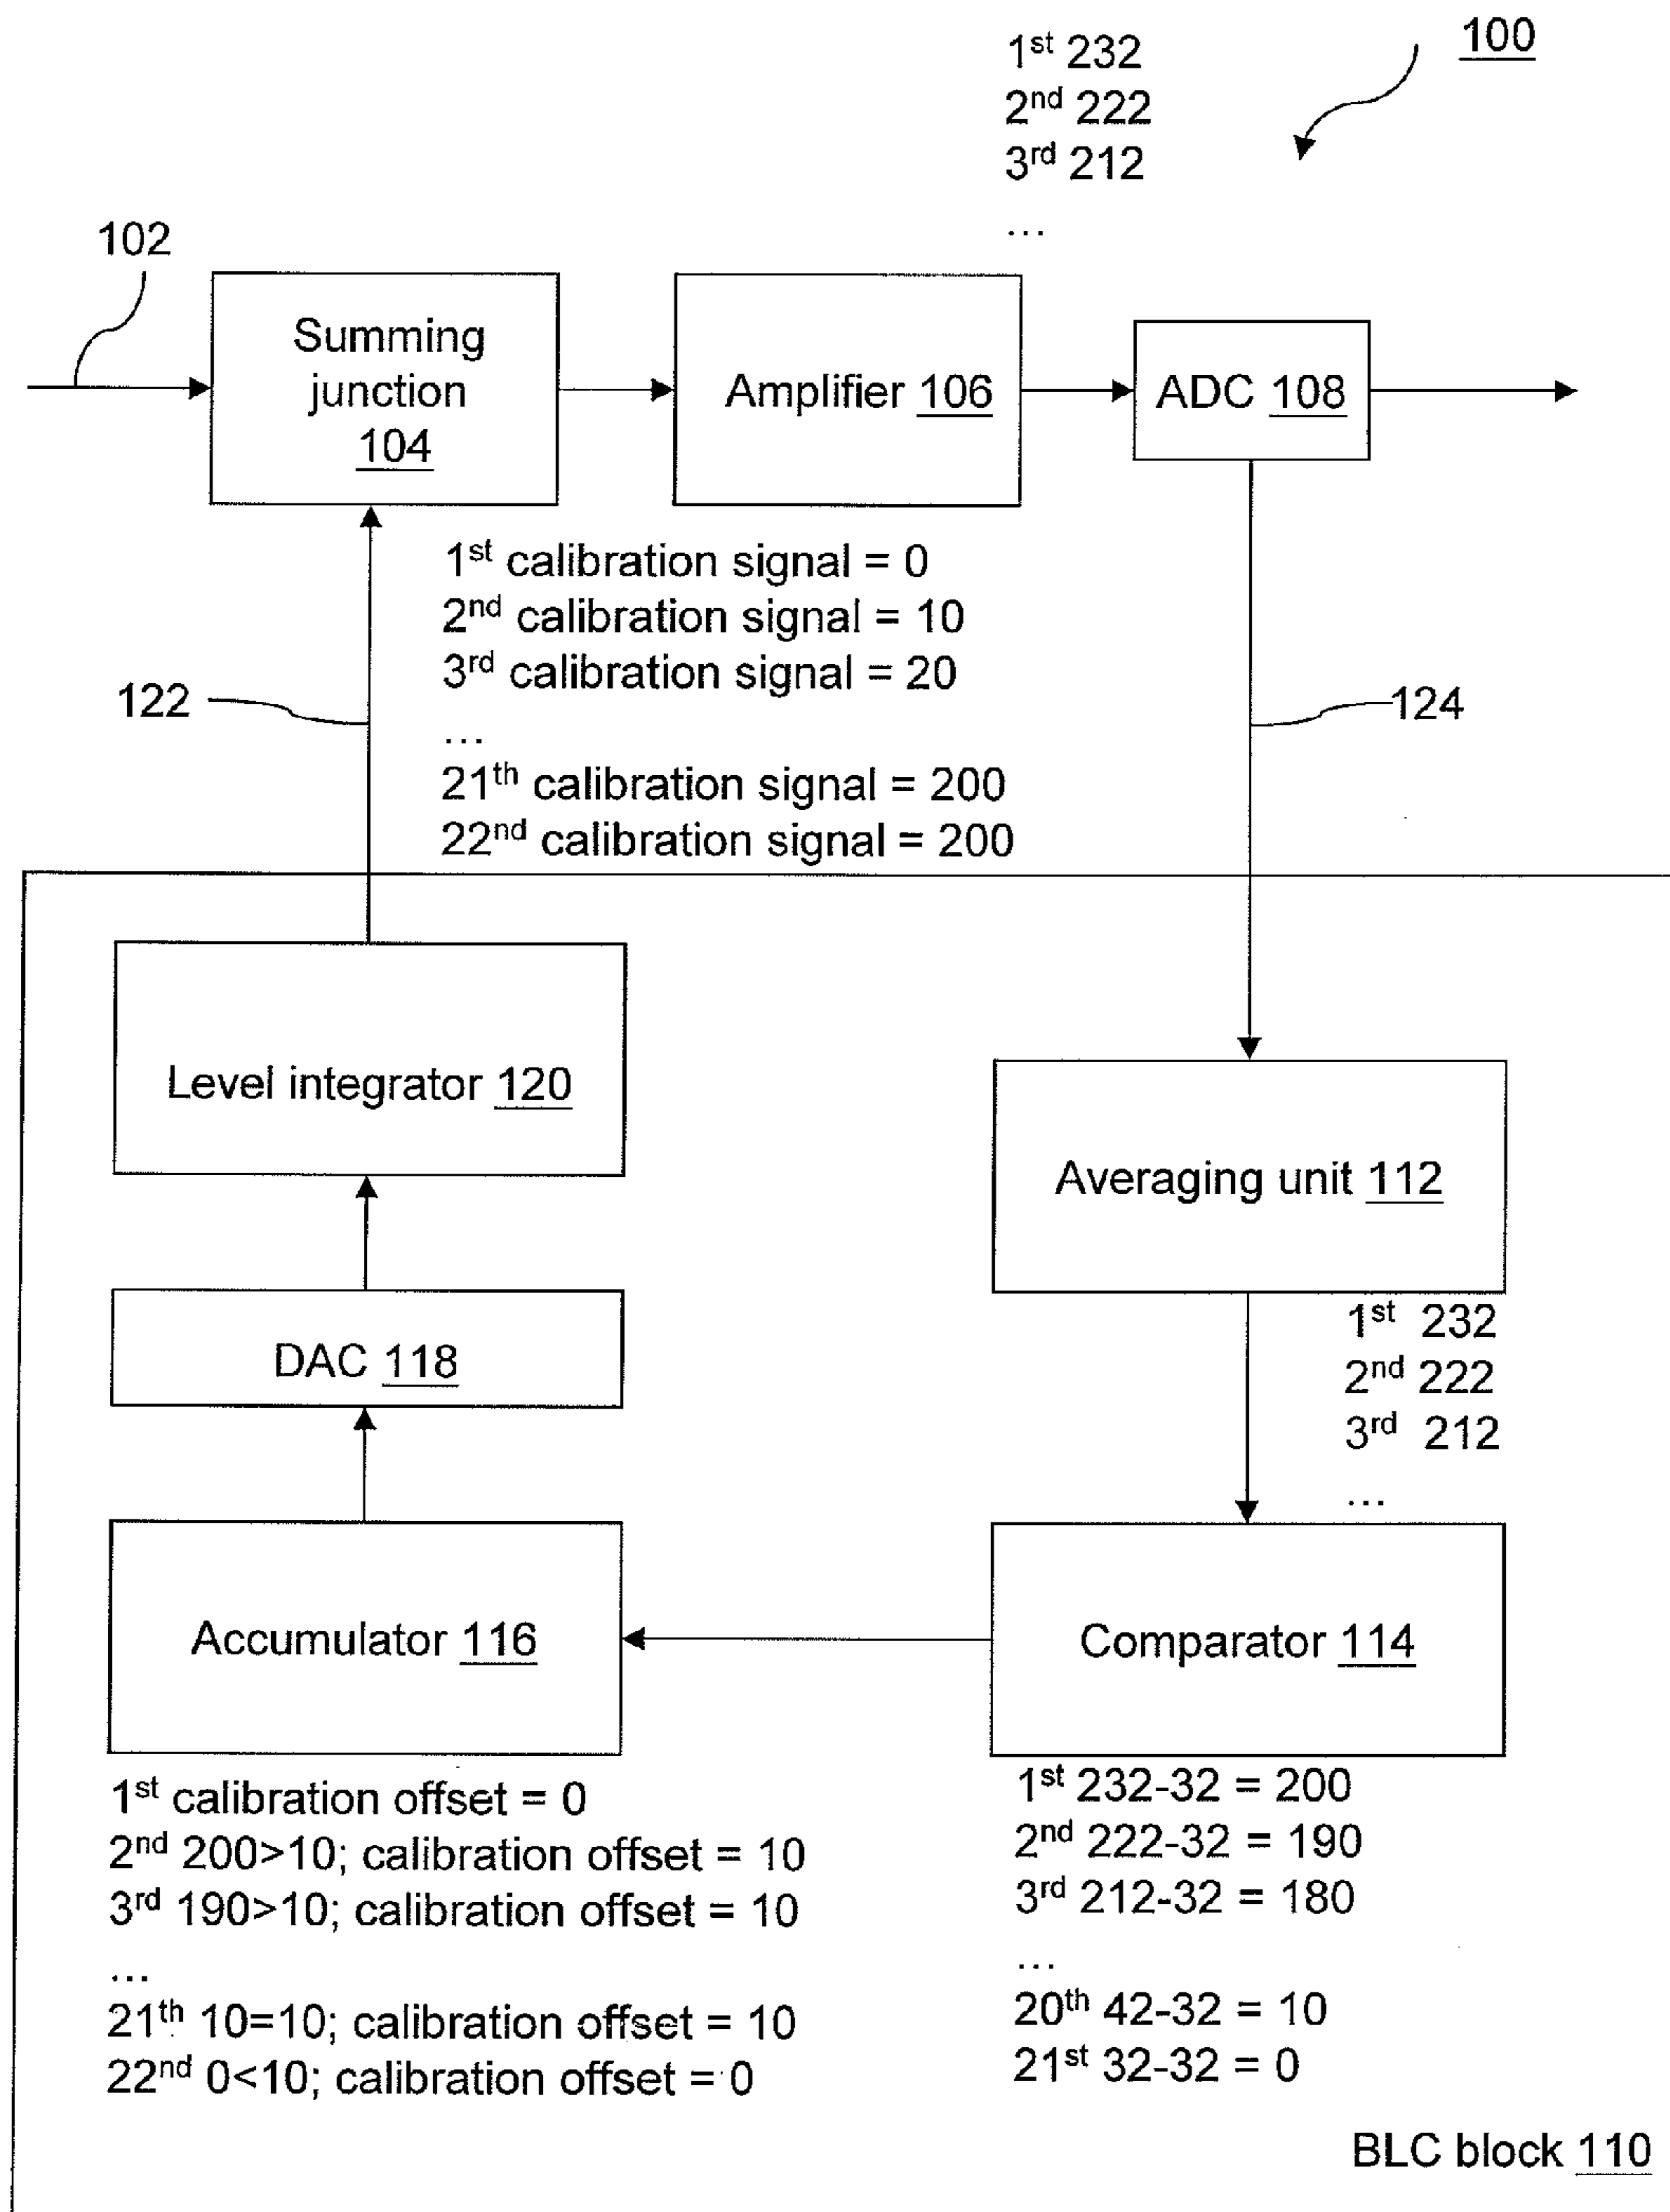 100
1st 232
2nd 222
3rd 212
...
102
Summing
junction
104
Amplifier 106
ADC 108
1st calibration signal = 0
2nd calibration signal = 10
3rd calibration signal = 20
...
21th calibration signal = 200
22nd calibration signal = 200
122
124
Level integrator 120
Averaging unit 112
DAC 118
1st 232
2nd 222
3rd 212
...
Accumulator 116
Comparator 114
1st calibration offset = 0
2nd 200>10; calibration offset = 10
3rd 190>10; calibration offset = 10
...
21th 10=10; calibration offset = 10
22nd 0<10; calibration offset = 0
1st 232-32 = 200
2nd 222-32 = 190
3rd 212-32 = 180
...
20th 42-32 = 10
21st 32-32 = 0
BLC block 110